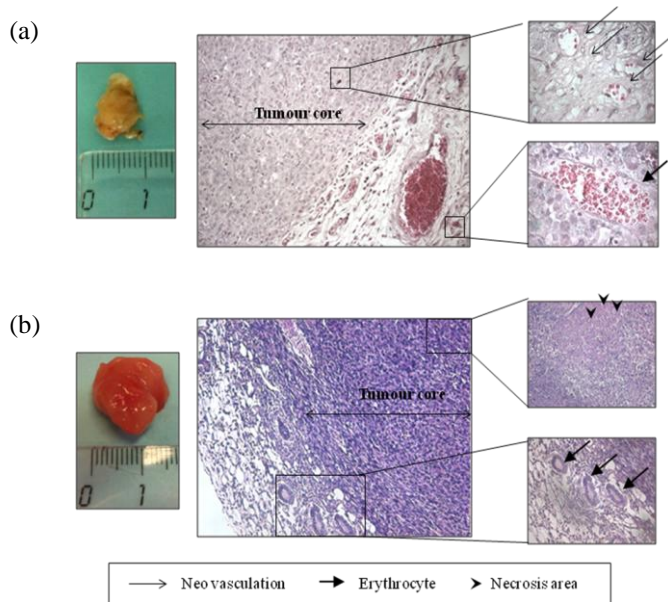 (a)
Tumour core
0 1
(b)
Tumour core
0 1
Neo vasculation Erythrocyte Necrosis area